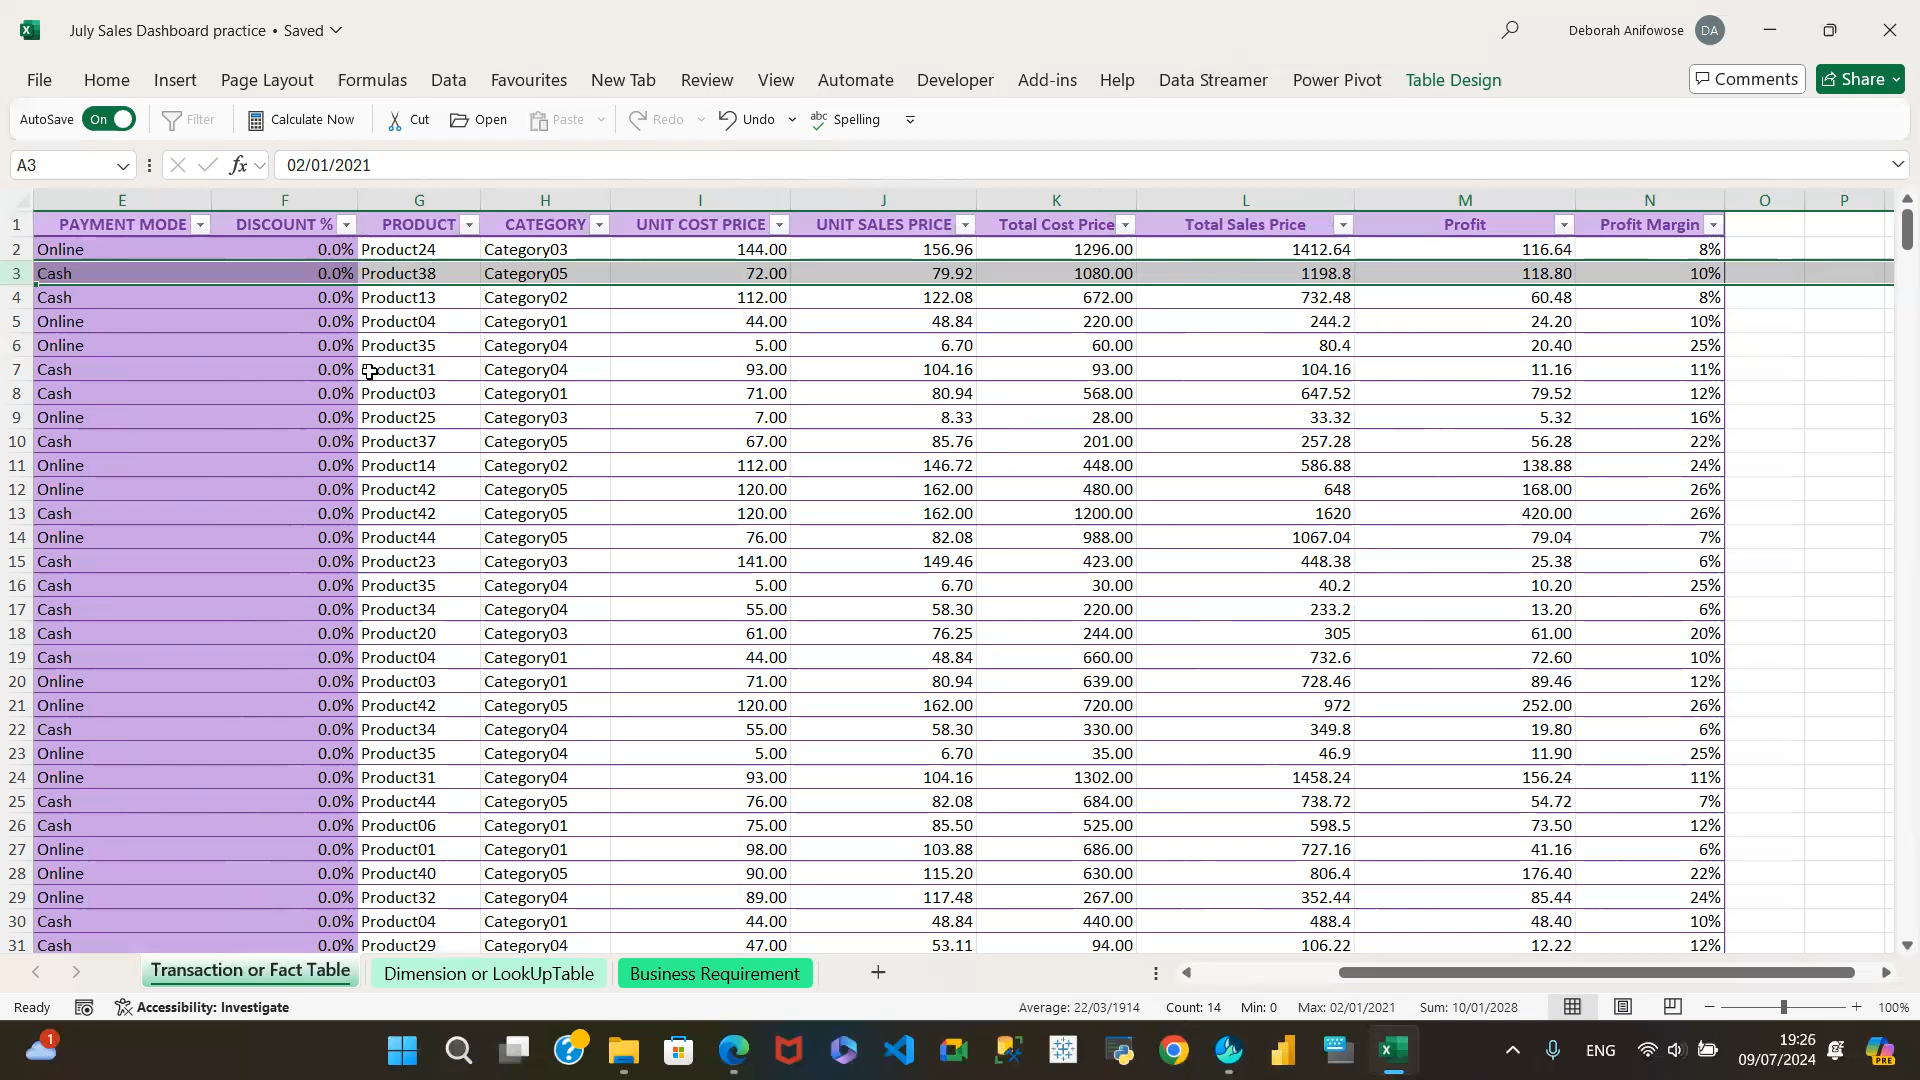 July Sales Dashboard practice • Saved
Deborah Anifowose DA
File Home Insert Page Layout Formulas Data Favourites New Tab Review View Automate Developer Add-ins Help Data Streamer Power Pivot Table Design Comments Share
AutoSave On Filter Calculate Now Cut Open Paste Redo Undo Spelling
A3 fx 02/01/2021
E F G H I J K L M N O P
1 PAYMENT MODE DISCOUNT % PRODUCT CATEGORY UNIT COST PRICE UNIT SALES PRICE Total Cost Price Total Sales Price Profit Profit Margin
2 Online 0.0% Product24 Category03 144.00 156.96 1296.00 1412.64 116.64 8%
3 Cash 0.0% Product38 Category05 72.00 79.92 1080.00 1198.8 118.80 10%
4 Cash 0.0% Product13 Category02 112.00 122.08 672.00 732.48 60.48 8%
5 Online 0.0% Product04 Category01 44.00 48.84 220.00 244.2 24.20 10%
6 Online 0.0% Product35 Category04 5.00 6.70 60.00 80.4 20.40 25%
7 Cash 0.0% Product31 Category04 93.00 104.16 93.00 104.16 11.16 11%
8 Cash 0.0% Product03 Category01 71.00 80.94 568.00 647.52 79.52 12%
9 Online 0.0% Product25 Category03 7.00 8.33 28.00 33.32 5.32 16%
10 Cash 0.0% Product37 Category05 67.00 85.76 201.00 257.28 56.28 22%
11 Online 0.0% Product14 Category02 112.00 146.72 448.00 586.88 138.88 24%
12 Online 0.0% Product42 Category05 120.00 162.00 480.00 648 168.00 26%
13 Cash 0.0% Product42 Category05 120.00 162.00 1200.00 1620 420.00 26%
14 Online 0.0% Product44 Category05 76.00 82.08 988.00 1067.04 79.04 7%
15 Cash 0.0% Product23 Category03 141.00 149.46 423.00 448.38 25.38 6%
16 Cash 0.0% Product35 Category04 5.00 6.70 30.00 40.2 10.20 25%
17 Cash 0.0% Product34 Category04 55.00 58.30 220.00 233.2 13.20 6%
18 Cash 0.0% Product20 Category03 61.00 76.25 244.00 305 61.00 20%
19 Cash 0.0% Product04 Category01 44.00 48.84 660.00 732.6 72.60 10%
20 Online 0.0% Product03 Category01 71.00 80.94 639.00 728.46 89.46 12%
21 Online 0.0% Product42 Category05 120.00 162.00 720.00 972 252.00 26%
22 Cash 0.0% Product34 Category04 55.00 58.30 330.00 349.8 19.80 6%
23 Online 0.0% Product35 Category04 5.00 6.70 35.00 46.9 11.90 25%
24 Online 0.0% Product31 Category04 93.00 104.16 1302.00 1458.24 156.24 11%
25 Cash 0.0% Product44 Category05 76.00 82.08 684.00 738.72 54.72 7%
26 Cash 0.0% Product06 Category01 75.00 85.50 525.00 598.5 73.50 12%
27 Online 0.0% Product01 Category01 98.00 103.88 686.00 727.16 41.16 6%
28 Online 0.0% Product40 Category05 90.00 115.20 630.00 806.4 176.40 22%
29 Online 0.0% Product32 Category04 89.00 117.48 267.00 352.44 85.44 24%
30 Cash 0.0% Product04 Category01 44.00 48.84 440.00 488.4 48.40 10%
31 Cash 0.0% Product29 Category04 47.00 53.11 94.00 106.22 12.22 12%
Transaction or Fact Table Dimension or LookUpTable Business Requirement
Ready Accessibility: Investigate Average: 22/03/1914 Count: 14 Min: 0 Max: 02/01/2021 Sum: 10/01/2028 100%
1 ENG 19:26 PRE
09/07/2024